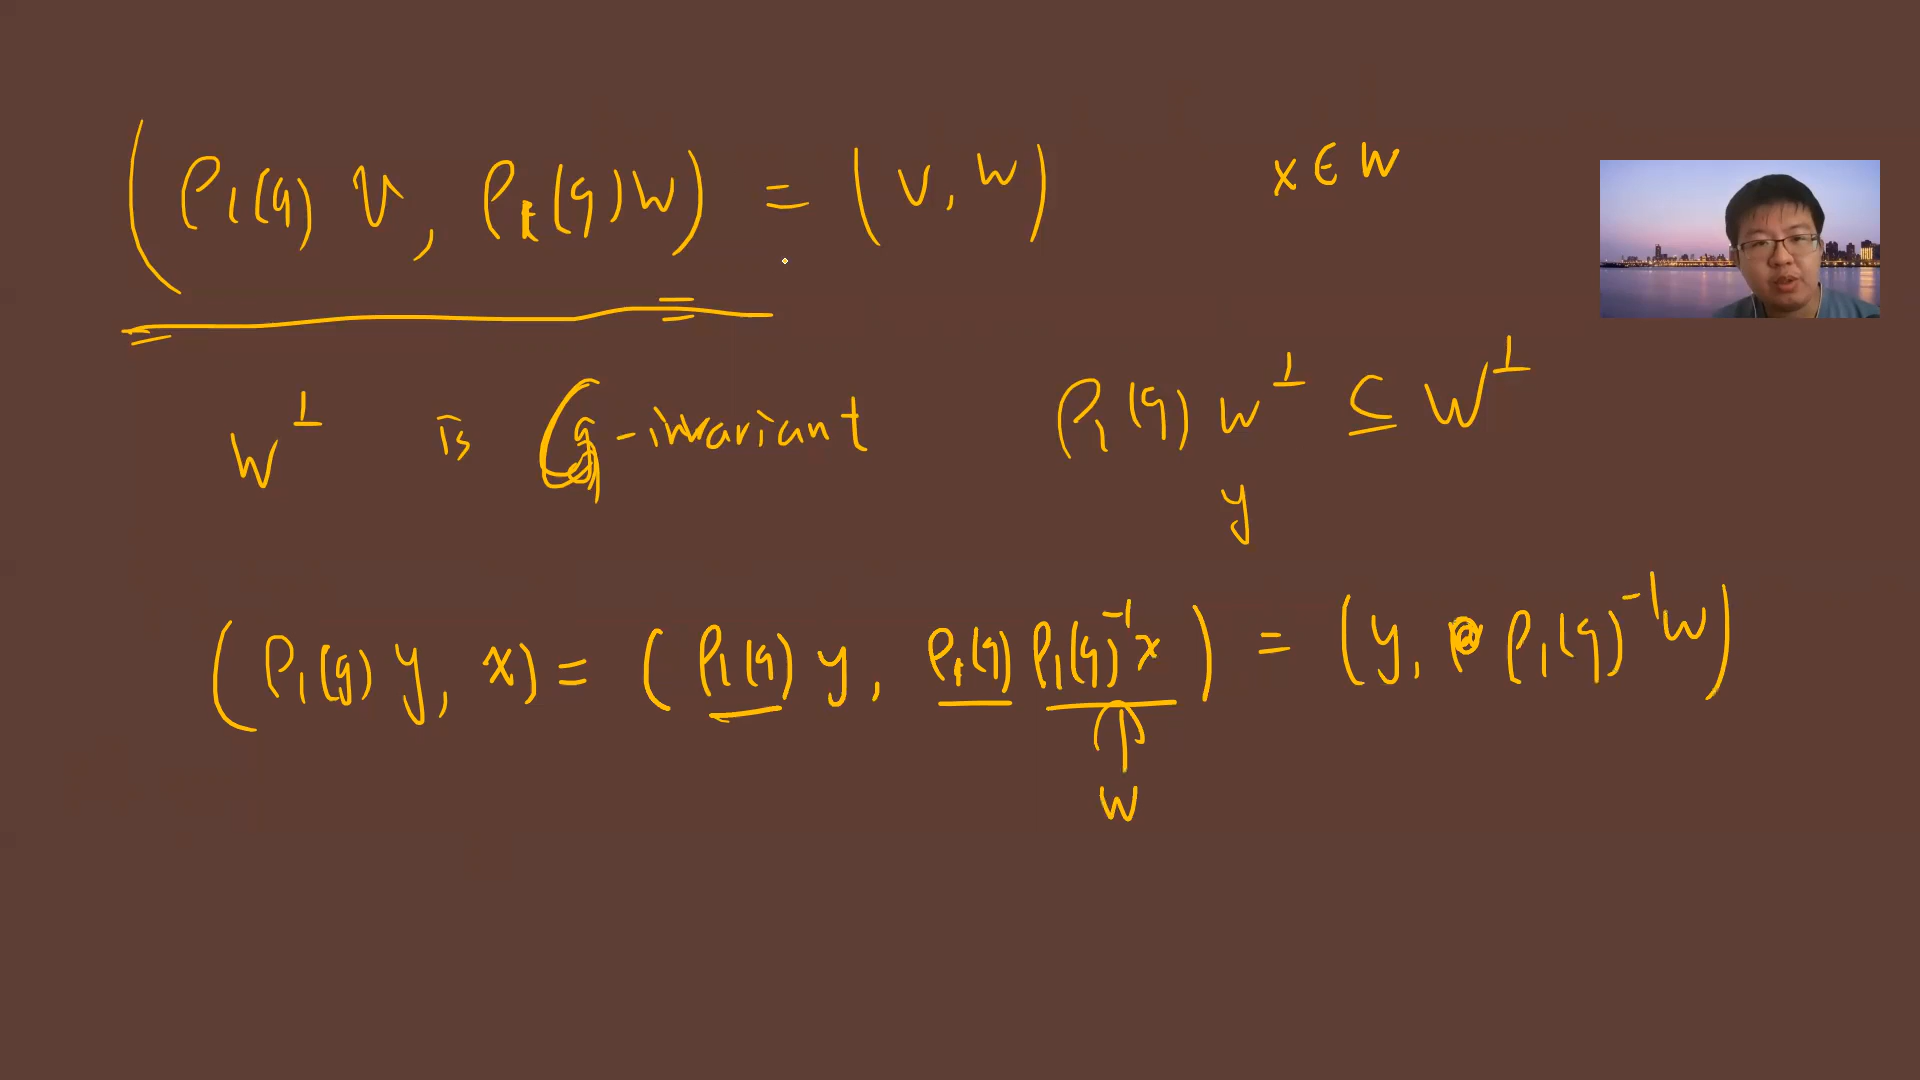 (ρ₁(g) v, ρ₁(g) w) = (v, w) x ∈ W
W^⊥ is G-invariant ρ₁(g) W^⊥ ⊆ W^⊥
y
(ρ₁(g) y, x) = (ρ₁(g) y, ρ₁(g) ρ₁(g)⁻¹ x) = (y, ρ₁(g)⁻¹ w)
W